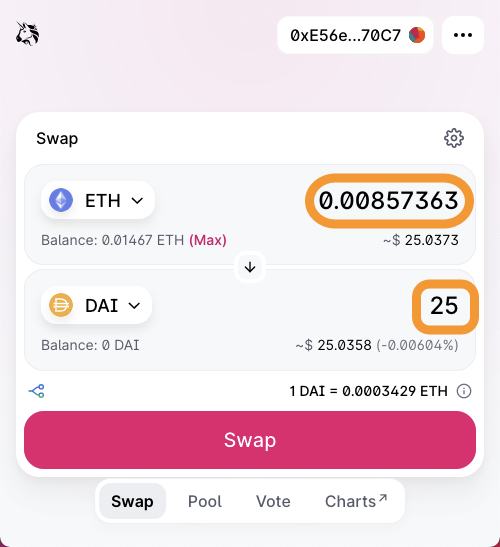 0xE56e...70C7
Swap
ETH 0.00857363
Balance: 0.01467 ETH (Max) ~$ 25.0373
DAI 25
Balance: 0 DAI ~$ 25.0358 (-0.00604%)
1 DAI = 0.0003429 ETH
Swap
Swap Pool Vote Charts↗